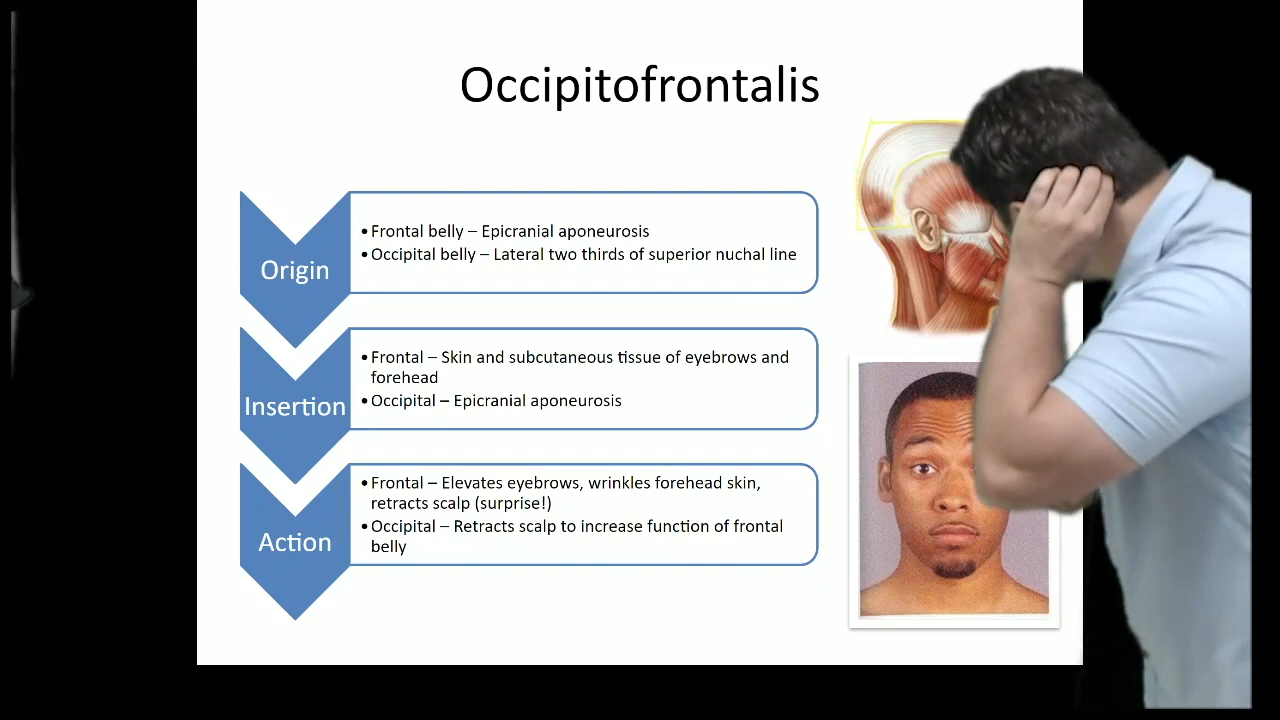 Occipitofrontalis
Origin
• Frontal belly – Epicranial aponeurosis
• Occipital belly – Lateral two thirds of superior nuchal line
Insertion
• Frontal – Skin and subcutaneous tissue of eyebrows and
forehead
• Occipital – Epicranial aponeurosis
Action
• Frontal – Elevates eyebrows, wrinkles forehead skin,
retracts scalp (surprise!)
• Occipital – Retracts scalp to increase function of frontal
belly